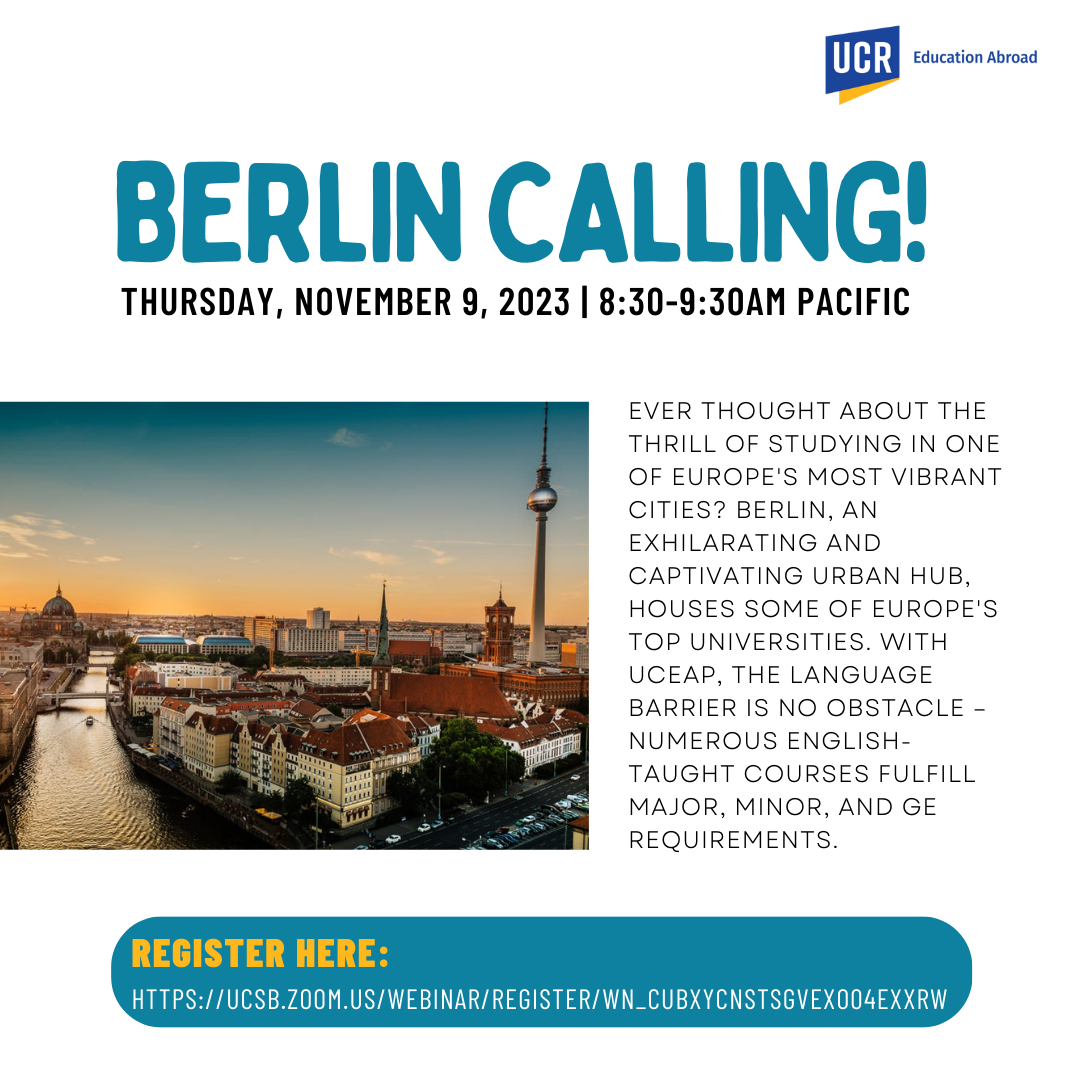 UCR Education Abroad
BERLIN CALLING!
THURSDAY, NOVEMBER 9, 2023 | 8:30-9:30AM PACIFIC
EVER THOUGHT ABOUT THE
THRILL OF STUDYING IN ONE
OF EUROPE'S MOST VIBRANT
CITIES? BERLIN, AN
EXHILARATING AND
CAPTIVATING URBAN HUB,
HOUSES SOME OF EUROPE'S
TOP UNIVERSITIES. WITH
UCEAP, THE LANGUAGE
BARRIER IS NO OBSTACLE –
NUMEROUS ENGLISH-
TAUGHT COURSES FULFILL
MAJOR, MINOR, AND GE
REQUIREMENTS.
REGISTER HERE:
HTTPS://UCSB.ZOOM.US/WEBINAR/REGISTER/WN_CUBXYCNSTSGVEXOO4EXXRW